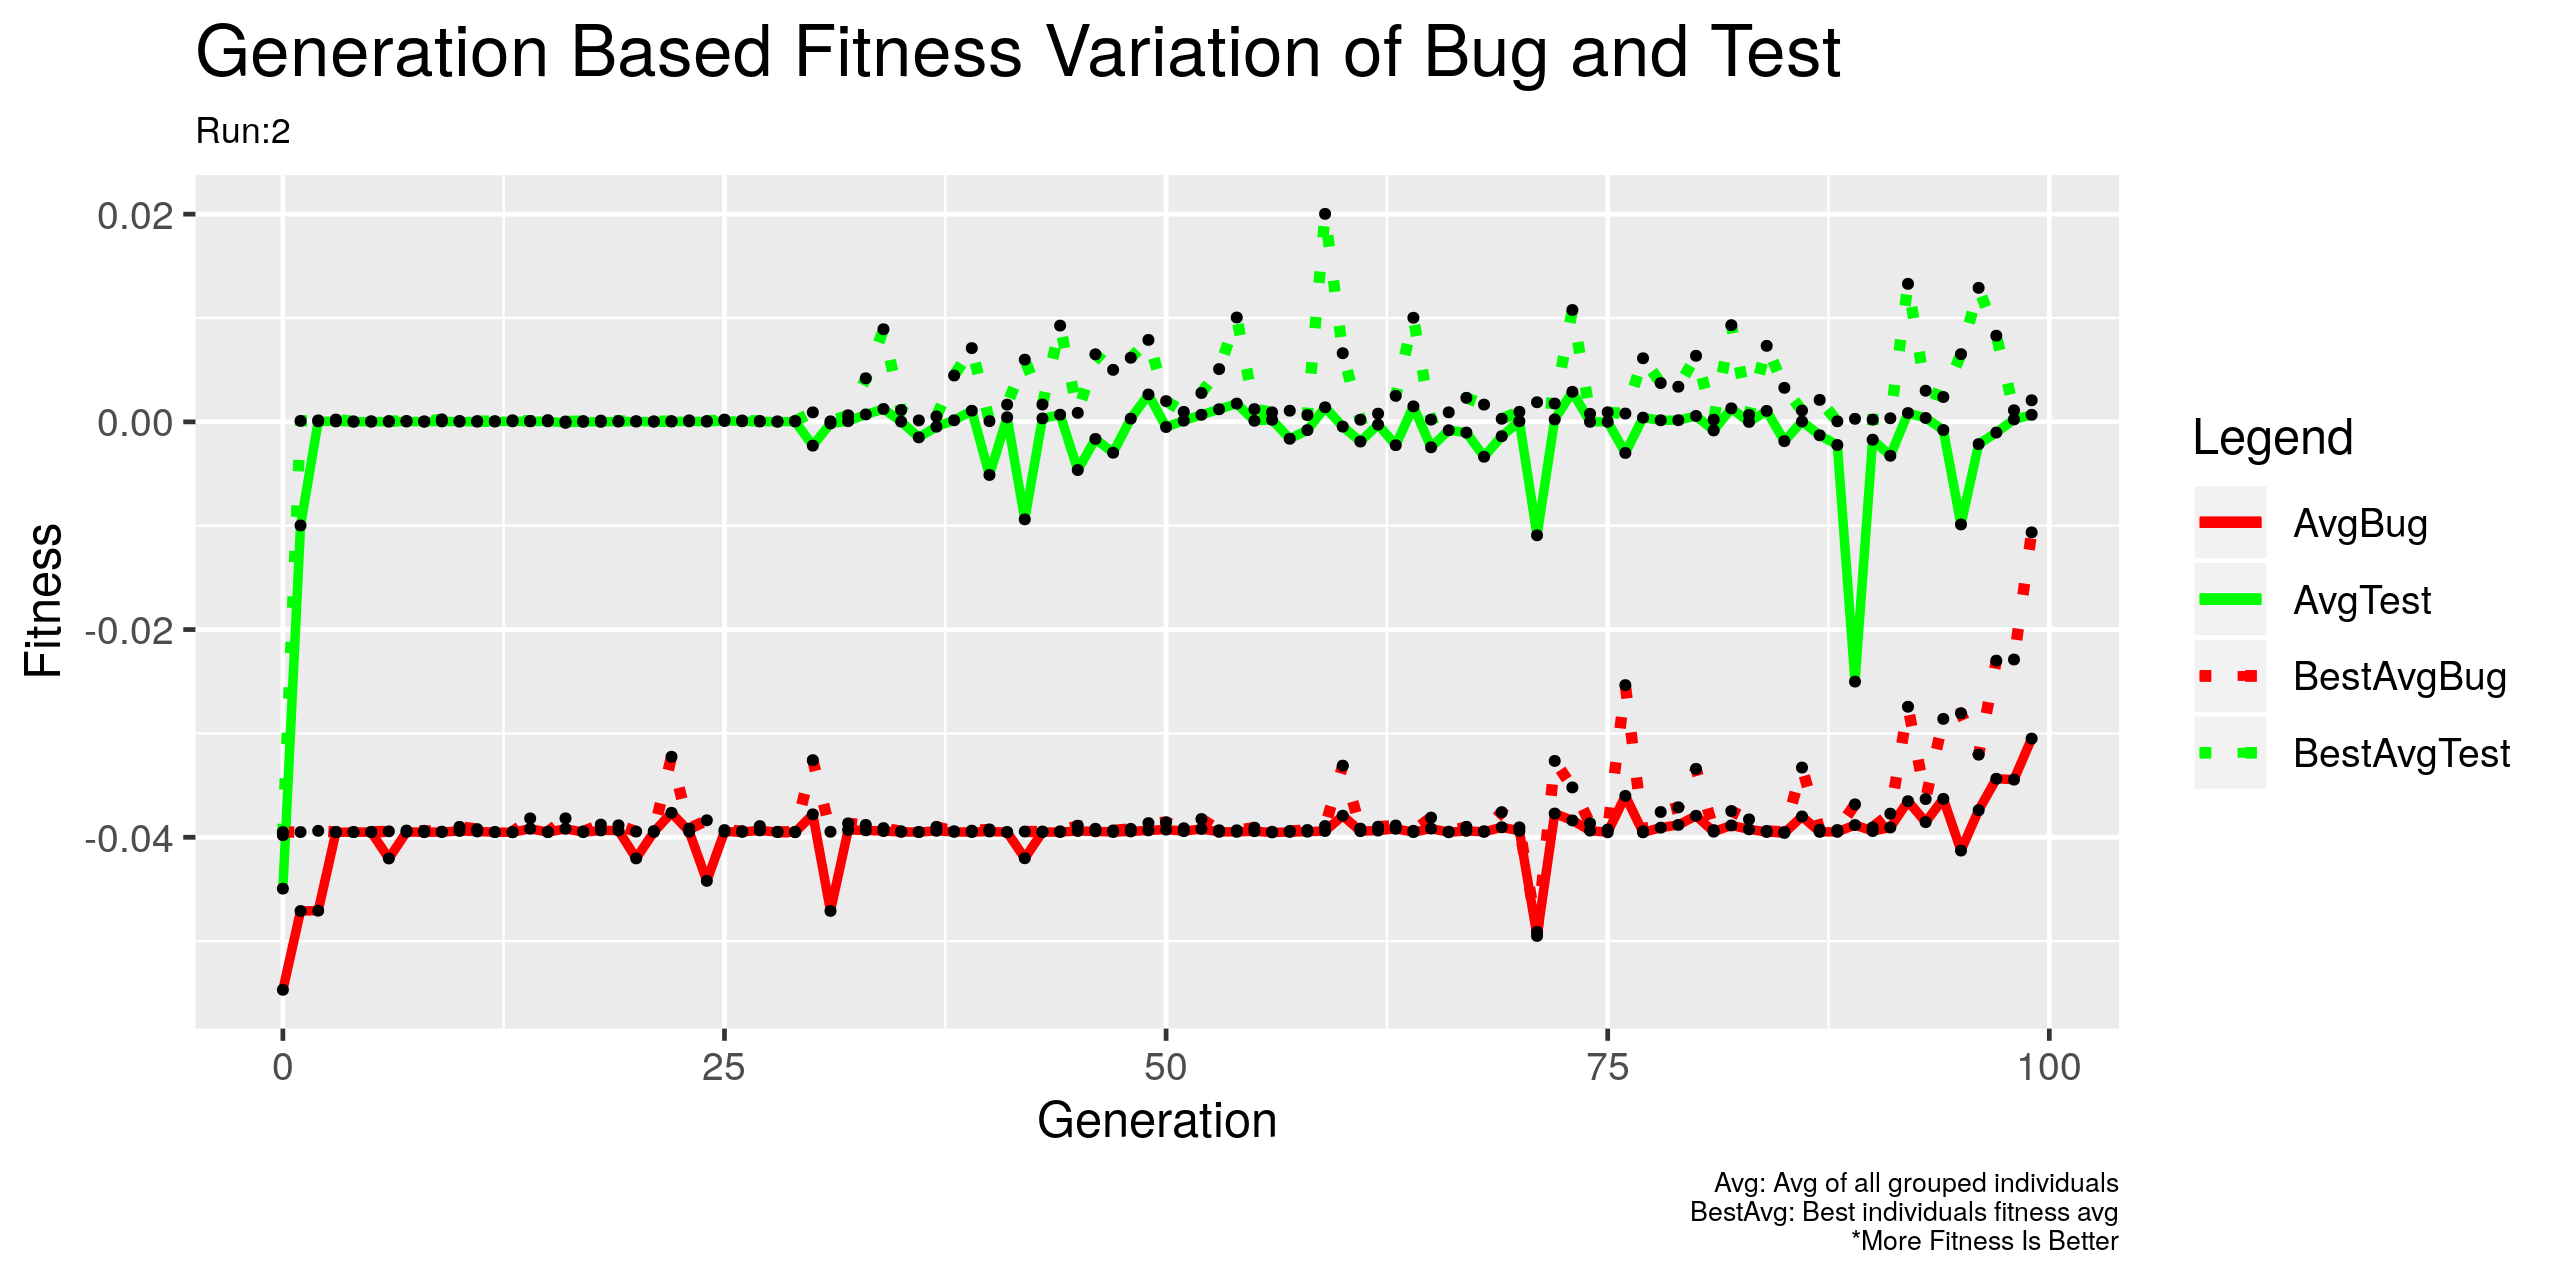 Generation Based Fitness Variation of Bug and Test
Run:2
0.02
0.00
-0.02
-0.04
Fitness
0
25
50
75
100
Generation
Legend
AvgBug
AvgTest
BestAvgBug
BestAvgTest
Avg: Avg of all grouped individuals
BestAvg: Best individuals fitness avg
*More Fitness Is Better